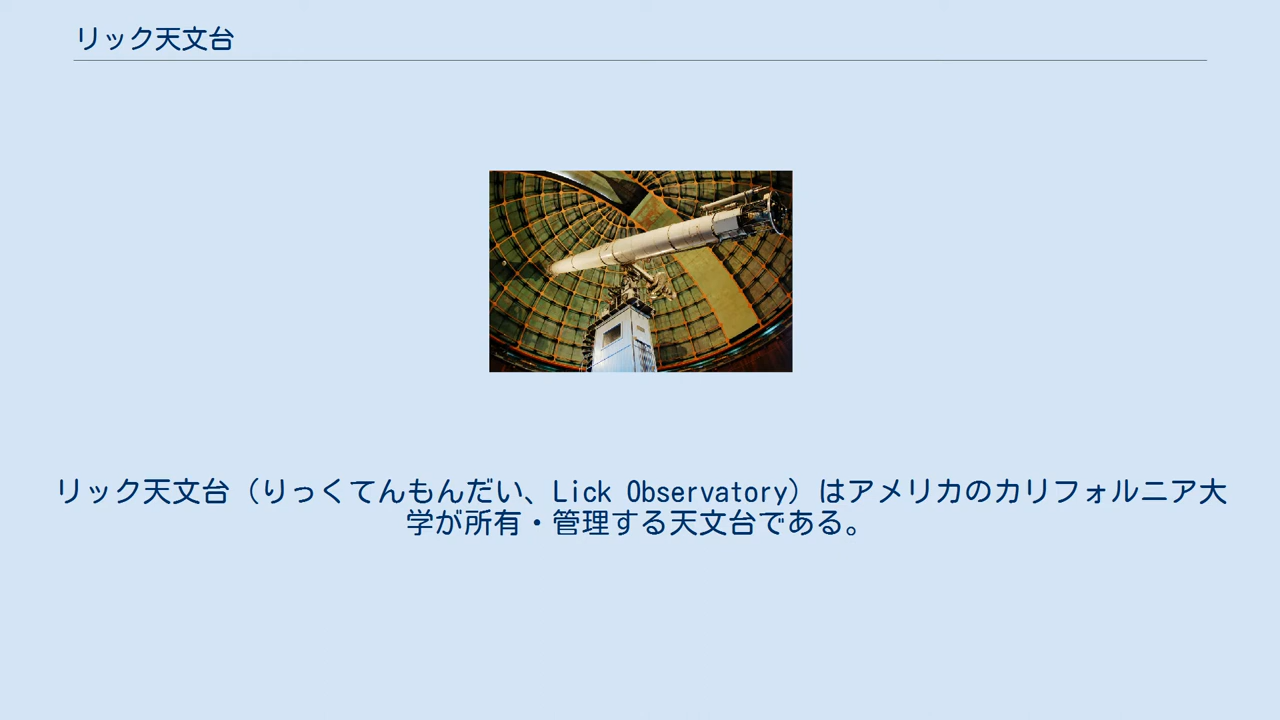 リック天文台
リック天文台（りっくてんもんだい、Lick Observatory）はアメリカのカリフォルニア大
学が所有・管理する天文台である。